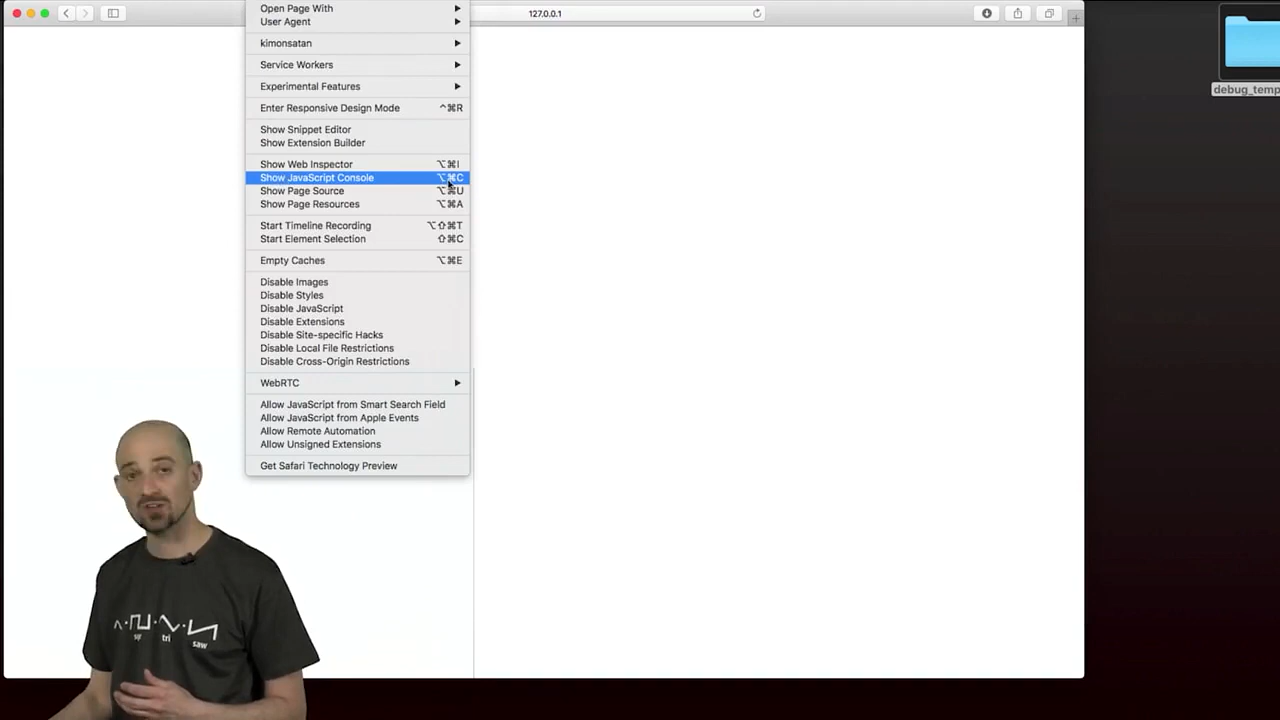 127.0.0.1
Open Page With
User Agent
kimonsatan
Service Workers
Experimental Features
Enter Responsive Design Mode ⌃⌘R
Show Snippet Editor
Show Extension Builder
Show Web Inspector ⌥⌘I
Show JavaScript Console ⌥⌘C
Show Page Source ⌥⌘U
Show Page Resources ⌥⌘A
Start Timeline Recording ⌥⇧⌘T
Start Element Selection ⇧⌘C
Empty Caches ⌥⌘E
Disable Images
Disable Styles
Disable JavaScript
Disable Extensions
Disable Site-specific Hacks
Disable Local File Restrictions
Disable Cross-Origin Restrictions
WebRTC
Allow JavaScript from Smart Search Field
Allow JavaScript from Apple Events
Allow Remote Automation
Allow Unsigned Extensions
Get Safari Technology Preview
debug_temp
tri
saw